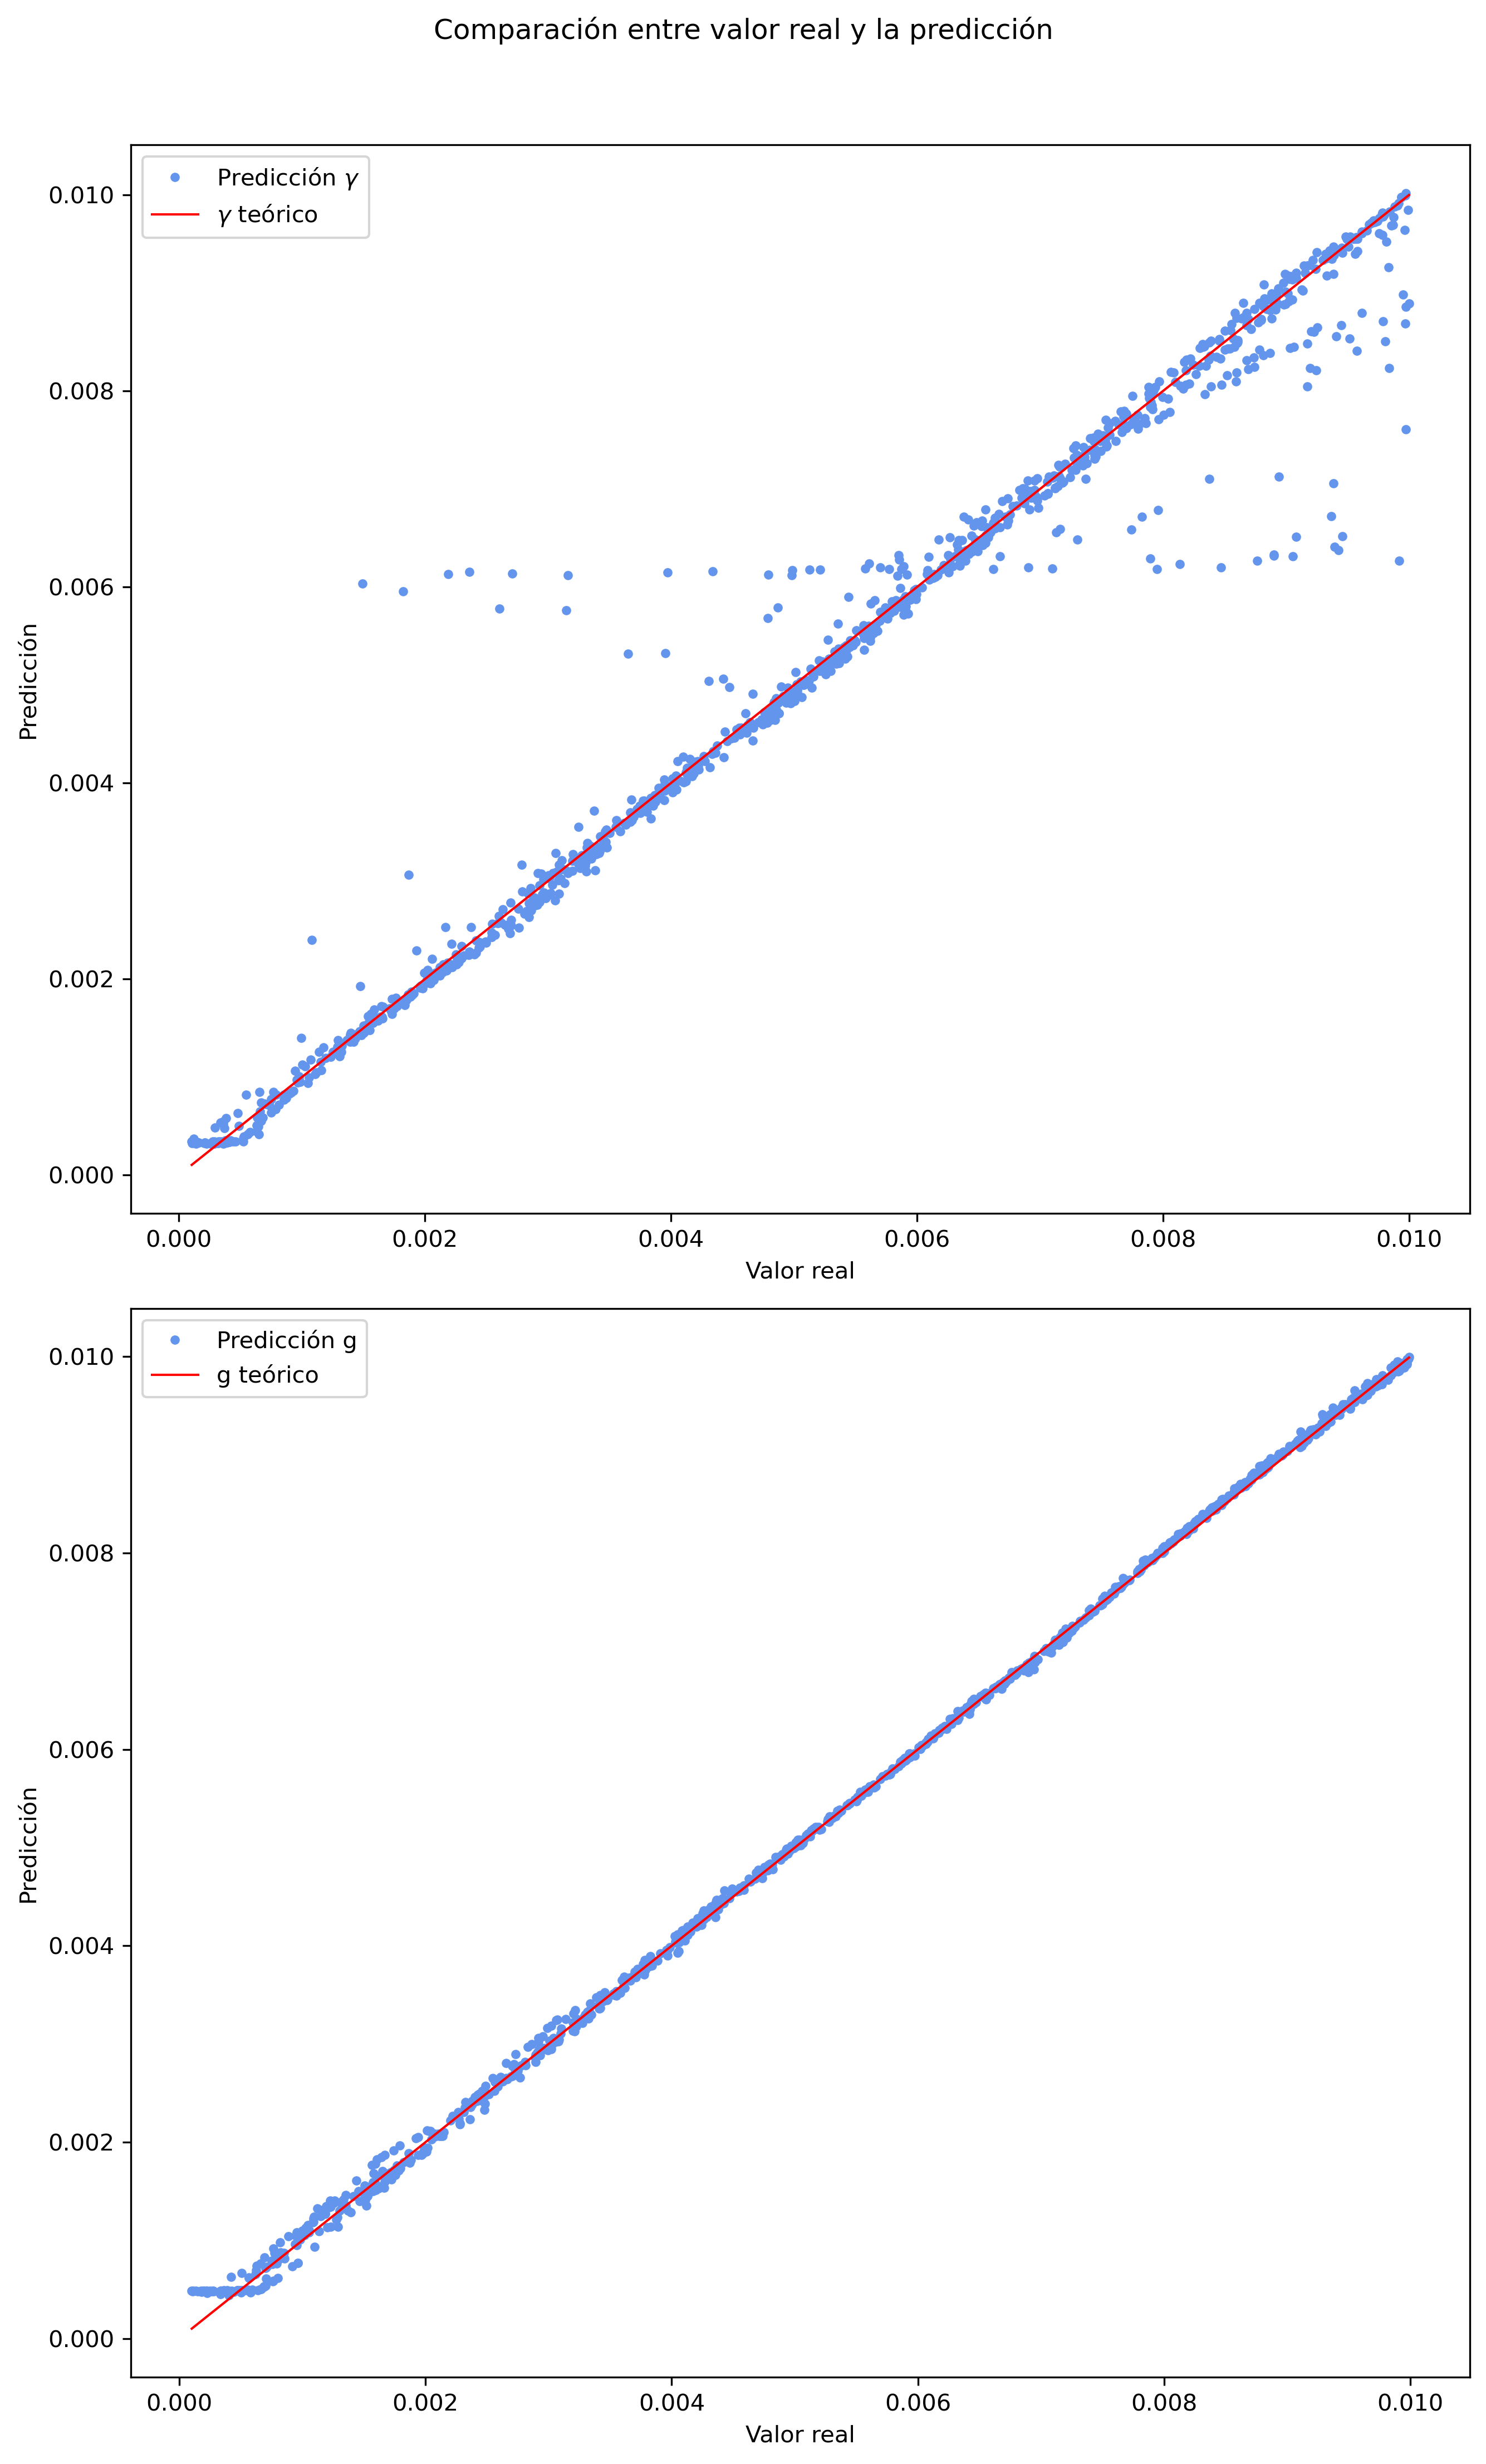 Comparación entre valor real y la predicción
Predicción γ
γ teórico
0.010
0.008
0.006
0.004
0.002
0.000
Predicción
0.000 0.002 0.004 0.006 0.008 0.010
Valor real
Predicción g
g teórico
0.010
0.008
0.006
0.004
0.002
0.000
Predicción
0.000 0.002 0.004 0.006 0.008 0.010
Valor real